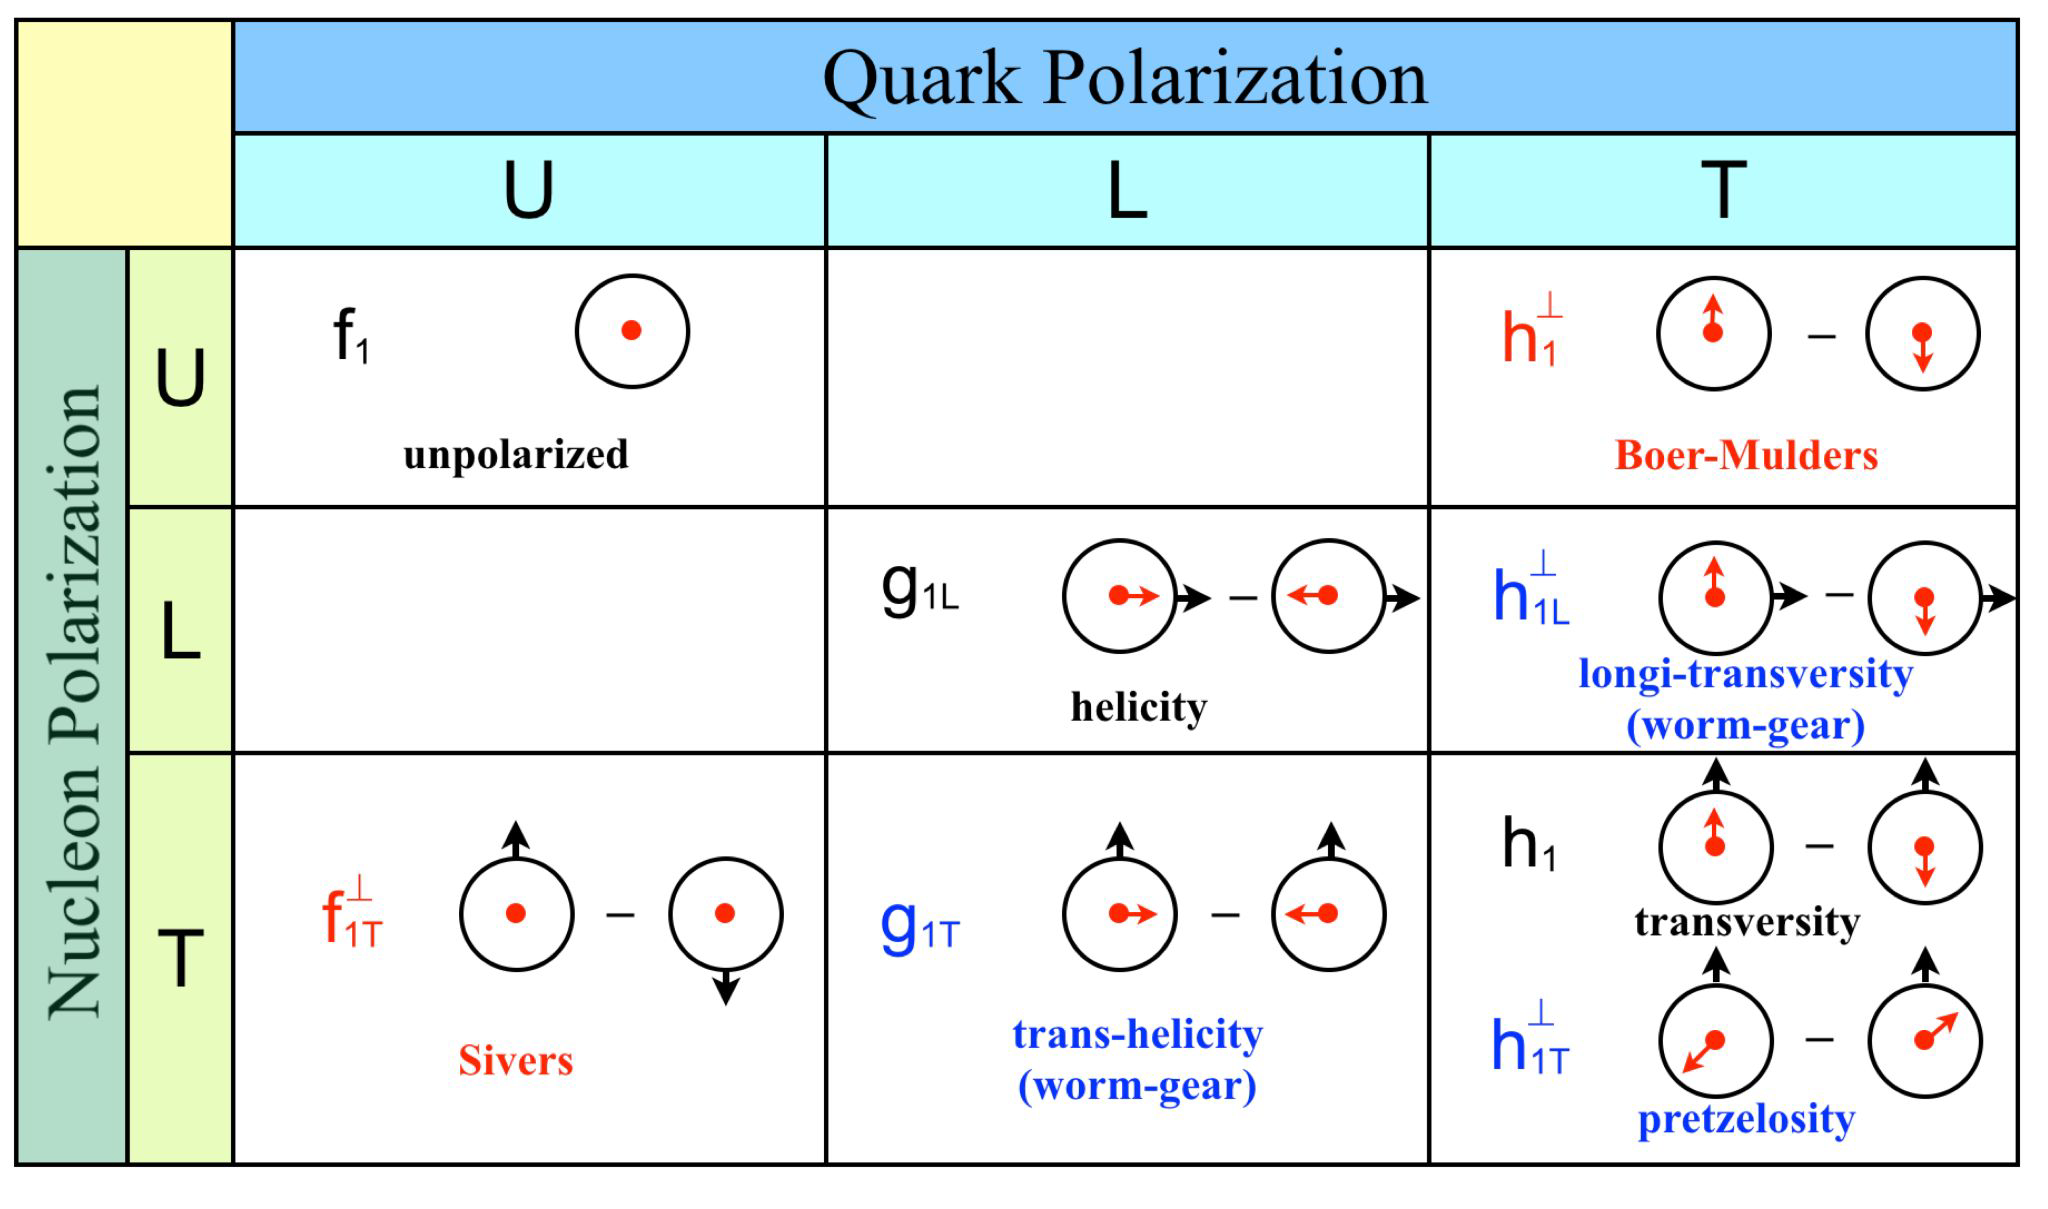 Quark Polarization
U L T
Nucleon Polarization
U
f₁
unpolarized
h₁^⊥ –
Boer-Mulders
L
g₁L –
helicity
h₁L^⊥ –
longi-transversity
(worm-gear)
T
f₁T^⊥ –
Sivers
g₁T –
trans-helicity
(worm-gear)
h₁ –
transversity
h₁T^⊥ –
pretzelosity